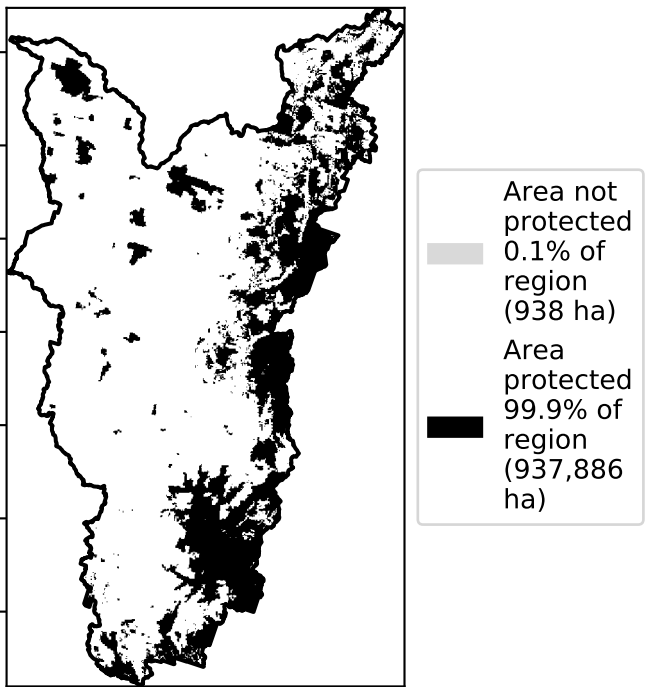 Area not
protected
0.1% of
region
(938 ha)
Area
protected
99.9% of
region
(937,886
ha)